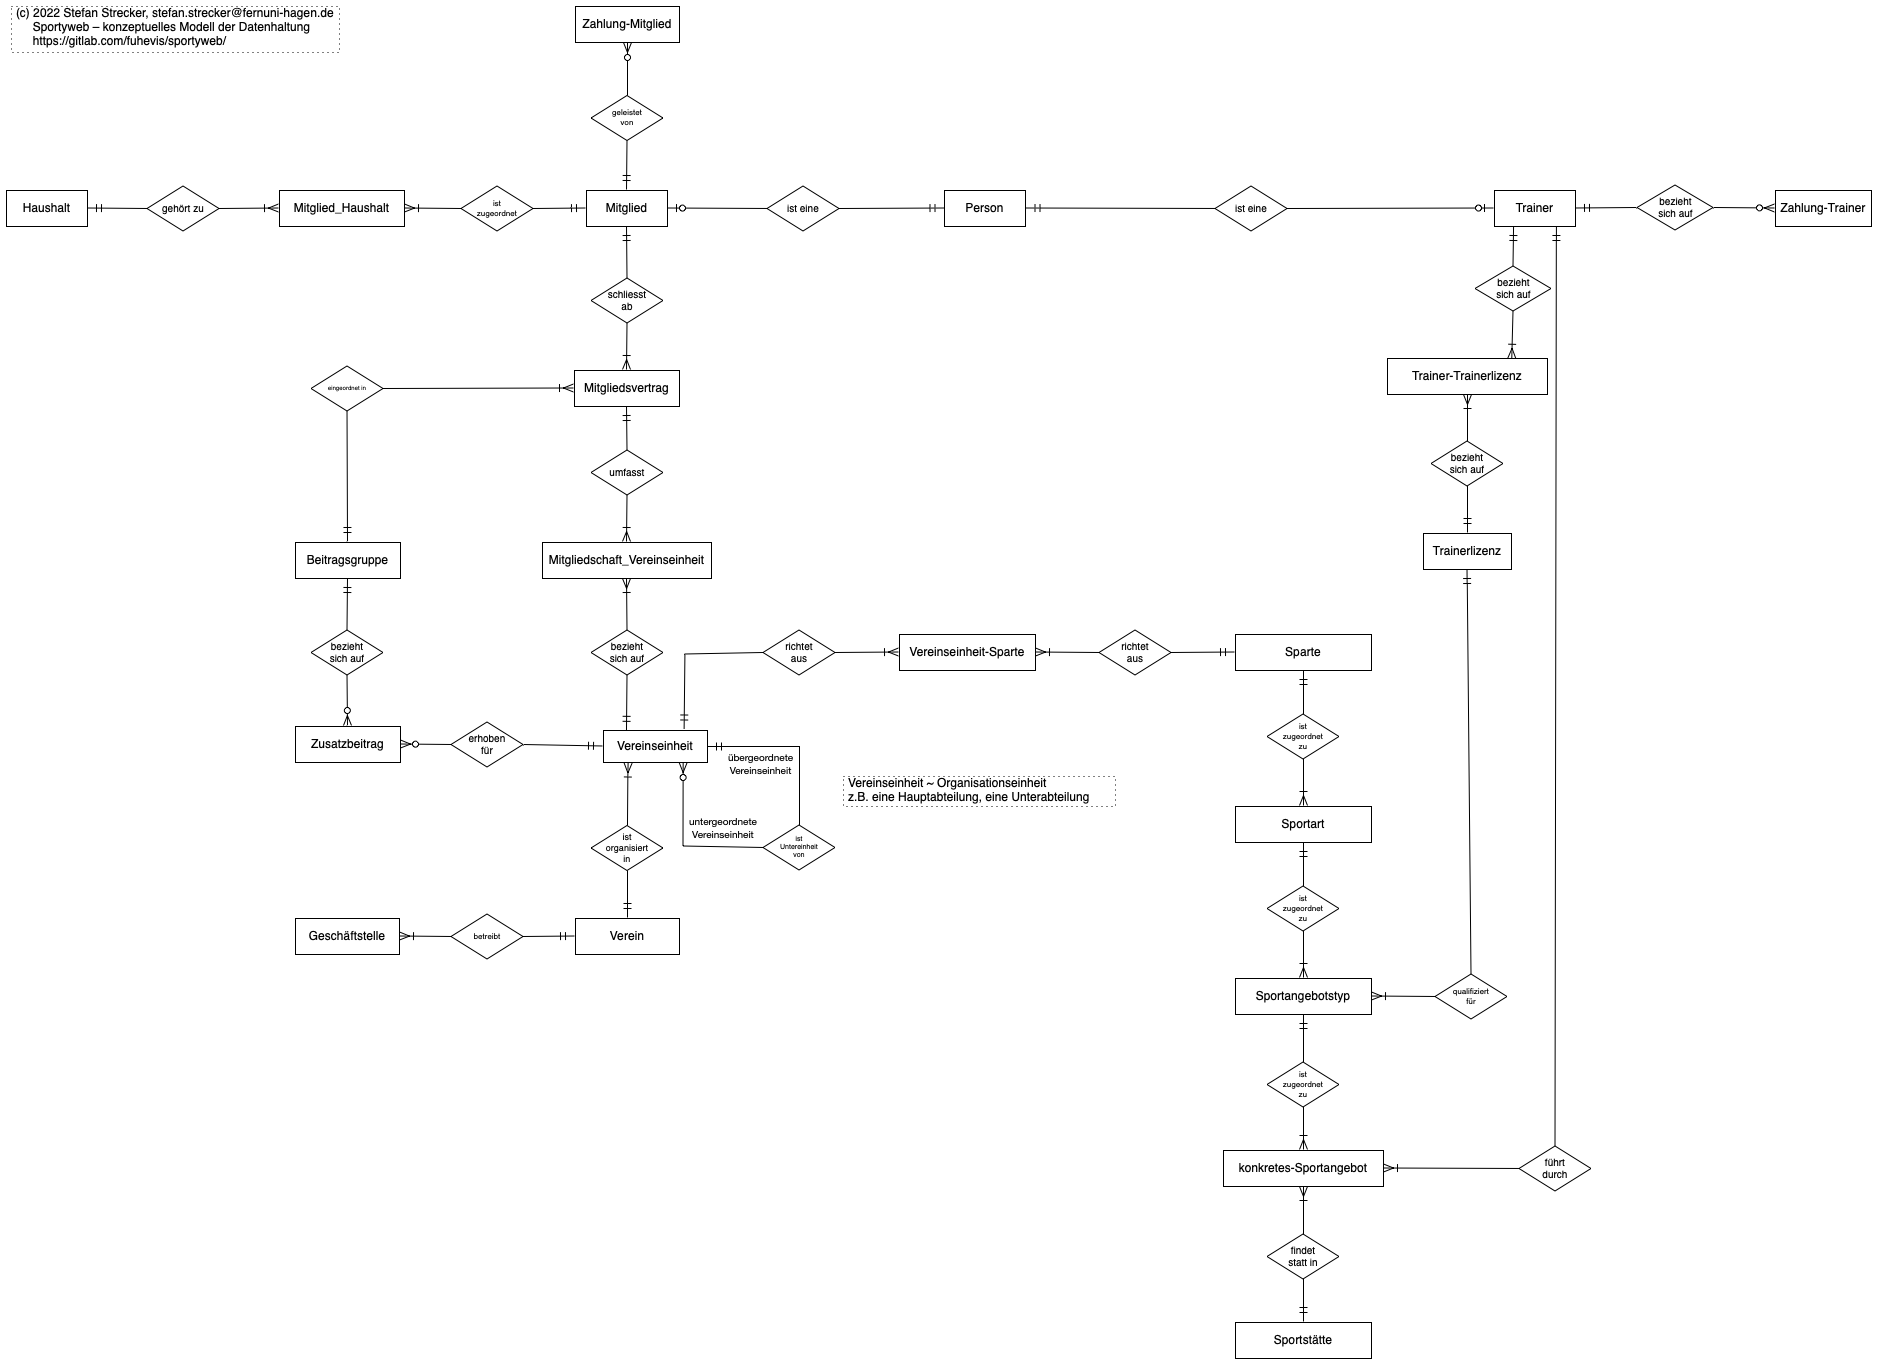 (c) 2022 Stefan Strecker, stefan.strecker@fernuni-hagen.de
Sportyweb – konzeptuelles Modell der Datenhaltung
https://gitlab.com/fuhevis/sportyweb/
Zahlung-Mitglied
geleistet
von
Haushalt
gehört zu
Mitglied_Haushalt
ist
zugeordnet
Mitglied
ist eine
Person
ist eine
Trainer
bezieht
sich auf
Zahlung-Trainer
schliesst
ab
bezieht
sich auf
eingeordnet in
Mitgliedsvertrag
Trainer-Trainerlizenz
umfasst
bezieht
sich auf
Beitragsgruppe
Mitgliedschaft_Vereinseinheit
Trainerlizenz
bezieht
sich auf
bezieht
sich auf
richtet
aus
Vereinseinheit-Sparte
richtet
aus
Sparte
Zusatzbeitrag
erhoben
für
Vereinseinheit
übergeordnete
Vereinseinheit
ist
zugeordnet
zu
Vereinseinheit ~ Organisationseinheit
z.B. eine Hauptabteilung, eine Unterabteilung
untergeordnete
Vereinseinheit
ist
organisiert
in
ist
Untereinheit
von
Sportart
Geschäftstelle
betreibt
Verein
ist
zugeordnet
zu
Sportangebotstyp
qualifiziert
für
ist
zugeordnet
zu
konkretes-Sportangebot
führt
durch
findet
statt in
Sportstätte